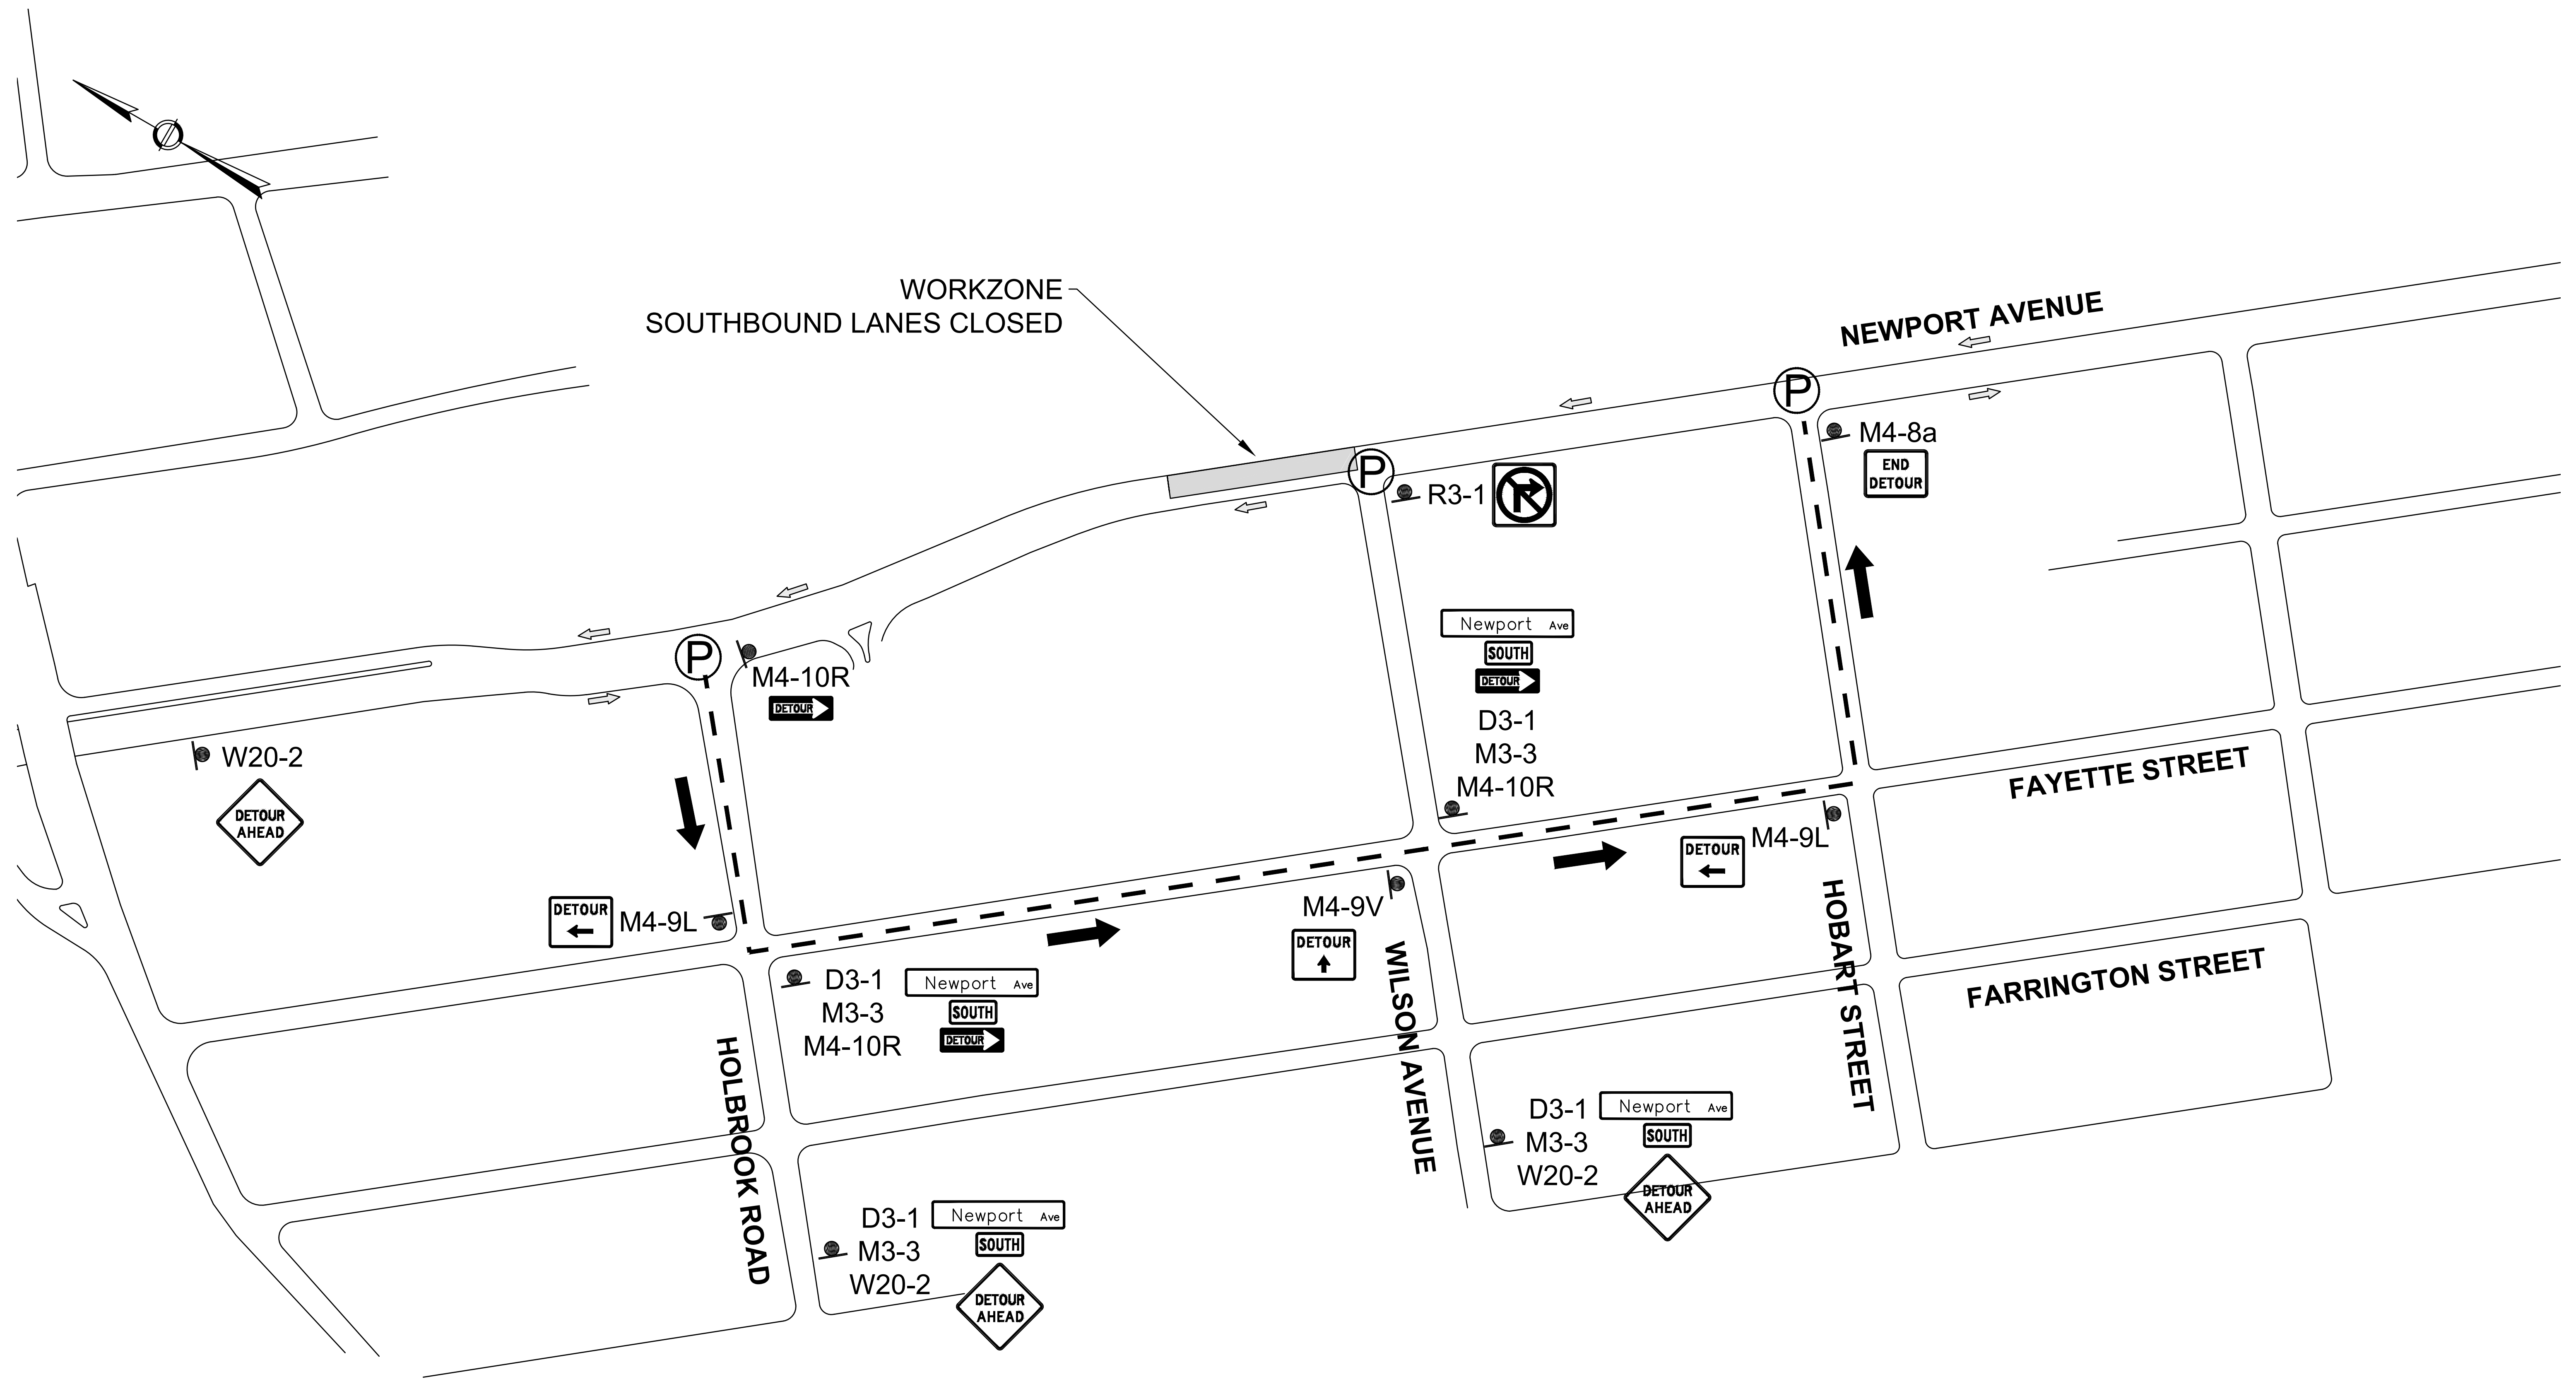 WORKZONE
SOUTHBOUND LANES CLOSED
NEWPORT AVENUE
P
M4-8a
END
DETOUR
P
R3-1
Newport Ave
SOUTH
DETOUR
D3-1
M3-3
M4-10R
P
M4-10R
DETOUR
W20-2
DETOUR
AHEAD
FAYETTE STREET
M4-9L
DETOUR
DETOUR
M4-9L
M4-9V
DETOUR
HOBART STREET
FARRINGTON STREET
D3-1
M3-3
M4-10R
Newport Ave
SOUTH
DETOUR
WILSON AVENUE
HOLBROOK ROAD
D3-1
M3-3
W20-2
Newport Ave
SOUTH
DETOUR
AHEAD
D3-1
M3-3
W20-2
Newport Ave
SOUTH
DETOUR
AHEAD